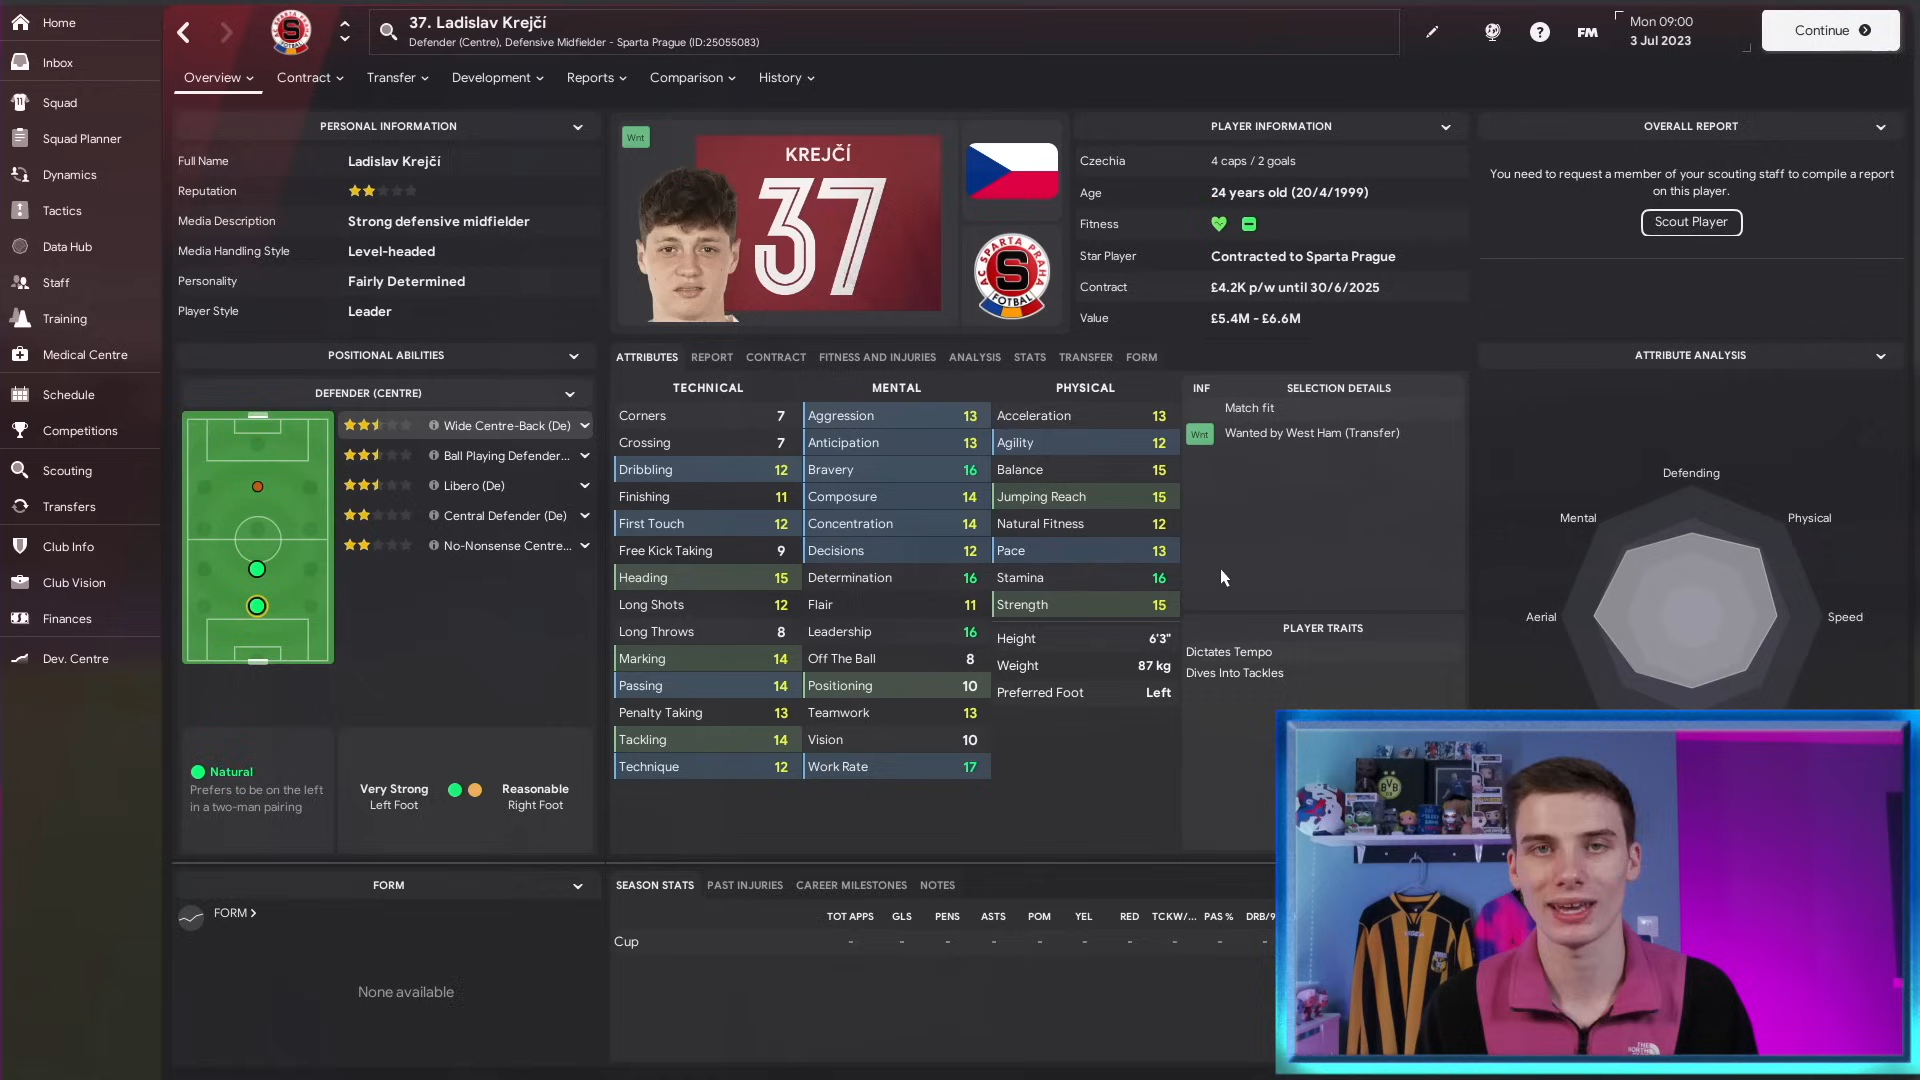 Home
Inbox
Squad
Squad Planner
Dynamics
Tactics
Data Hub
Staff
Training
Medical Centre
Schedule
Competitions
Scouting
Transfers
Club Info
Club Vision
Finances
Dev. Centre
37. Ladislav Krejčí
Defender (Centre), Defensive Midfielder - Sparta Prague (ID:25055083)
FM
Mon 09:00
3 Jul 2023
Continue
Overview
Contract
Transfer
Development
Reports
Comparison
History
PERSONAL INFORMATION
Full Name Ladislav Krejčí
Reputation
Media Description Strong defensive midfielder
Media Handling Style Level-headed
Personality Fairly Determined
Player Style Leader
Wnt
KREJČÍ
37
AC SPARTA PRAHA
S
FOTBAL
PLAYER INFORMATION
Czechia 4 caps / 2 goals
Age 24 years old (20/4/1999)
Fitness
Star Player Contracted to Sparta Prague
Contract £4.2K p/w until 30/6/2025
Value £5.4M - £6.6M
OVERALL REPORT
You need to request a member of your scouting staff to compile a report
on this player.
Scout Player
POSITIONAL ABILITIES
DEFENDER (CENTRE)
Wide Centre-Back (De)
Ball Playing Defender...
Libero (De)
Central Defender (De)
No-Nonsense Centre...
Natural
Prefers to be on the left
in a two-man pairing
Very Strong
Left Foot
Reasonable
Right Foot
ATTRIBUTES REPORT CONTRACT FITNESS AND INJURIES ANALYSIS STATS TRANSFER FORM
TECHNICAL
Corners 7
Crossing 7
Dribbling 12
Finishing 11
First Touch 12
Free Kick Taking 9
Heading 15
Long Shots 12
Long Throws 8
Marking 14
Passing 14
Penalty Taking 13
Tackling 14
Technique 12
MENTAL
Aggression 13
Anticipation 13
Bravery 16
Composure 14
Concentration 14
Decisions 12
Determination 16
Flair 11
Leadership 16
Off The Ball 8
Positioning 10
Teamwork 13
Vision 10
Work Rate 17
PHYSICAL
Acceleration 13
Agility 12
Balance 15
Jumping Reach 15
Natural Fitness 12
Pace 13
Stamina 16
Strength 15
Height 6'3"
Weight 87 kg
Preferred Foot Left
INF SELECTION DETAILS
Match fit
Wnt Wanted by West Ham (Transfer)
PLAYER TRAITS
Dictates Tempo
Dives Into Tackles
ATTRIBUTE ANALYSIS
Defending
Mental
Physical
Aerial
Speed
FORM
FORM
None available
SEASON STATS PAST INJURIES CAREER MILESTONES NOTES
TOT APPS GLS PENS ASTS POM YEL RED TCKW/... PAS % DRB/9
Cup - - - - - - - - - -
BVB
09
THE
NORTH